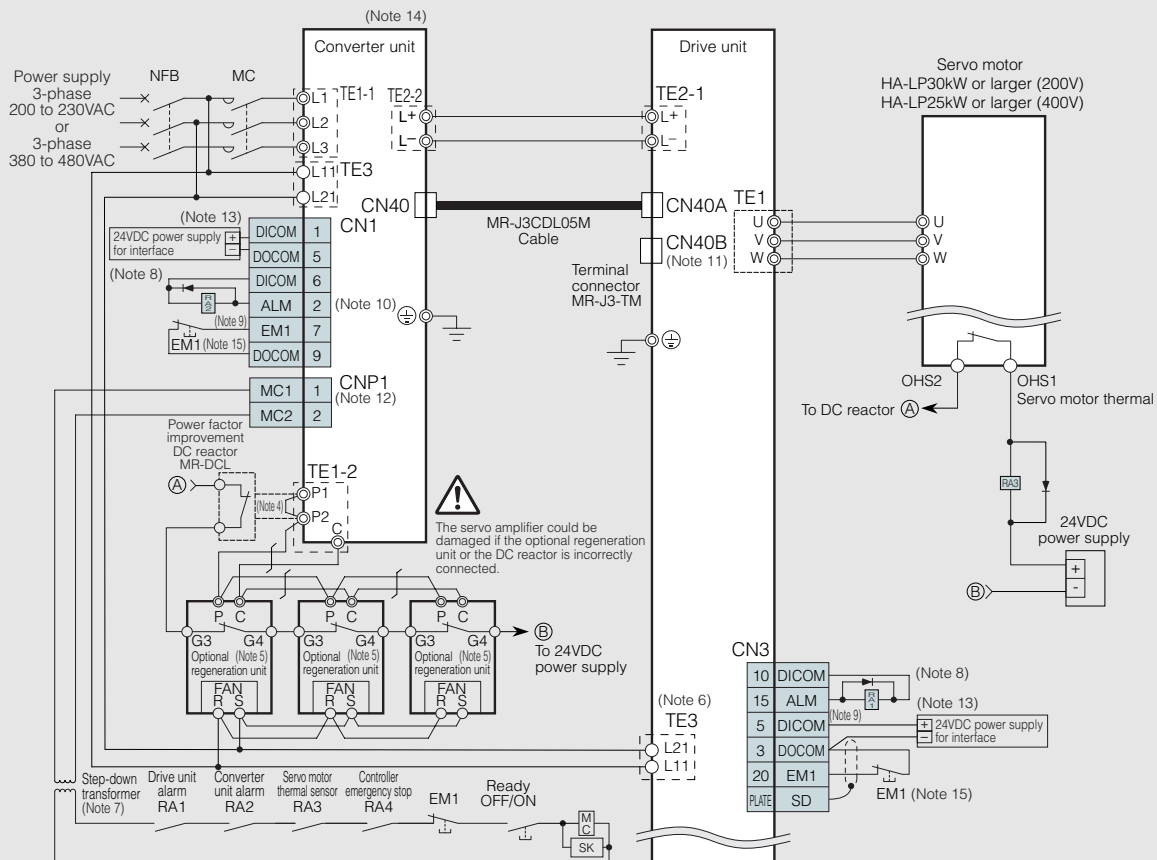 (Note 14)
Converter unit
Drive unit
Servo motor
HA-LP30kW or larger (200V)
HA-LP25kW or larger (400V)
Power supply
3-phase
200 to 230VAC
or
3-phase
380 to 480VAC
NFB
MC
L1
L2
L3
TE1-1
TE2-2
L+
L−
TE2-1
L+
L−
L11
L21
TE3
CN40
MR-J3CDL05M
Cable
CN40A
CN40B
(Note 11)
TE1
U
V
W
U
V
W
Terminal
connector
MR-J3-TM
(Note 13)
24VDC power supply
for interface
+
−
CN1
DICOM 1
DOCOM 5
(Note 8)
DICOM 6
RA2
ALM 2
(Note 10)
(Note 9)
EM1 7
EM1 (Note 15)
DOCOM 9
MC1 1
MC2 2
CNP1
(Note 12)
OHS2
OHS1
Servo motor thermal
To DC reactor A
RA3
24VDC
power supply
+
-
B
Power factor
improvement
DC reactor
MR-DCL
A
(Note 4)
TE1-2
P1
P2
C
The servo amplifier could be
damaged if the optional regeneration
unit or the DC reactor is incorrectly
connected.
P C
P C
P C
G3 G4
G3 G4
G3 G4
Optional (Note 5)
regeneration unit
Optional (Note 5)
regeneration unit
Optional (Note 5)
regeneration unit
FAN
R S
FAN
R S
FAN
R S
B
To 24VDC
power supply
(Note 6)
TE3
L21
L11
CN3
10 DICOM
15 ALM
5 DICOM
3 DOCOM
20 EM1
PLATE SD
(Note 8)
RA1
(Note 9)
(Note 13)
+
−
24VDC power supply
for interface
EM1 (Note 15)
Step-down
transformer
(Note 7)
Drive unit
alarm
RA1
Converter
unit alarm
RA2
Servo motor
thermal sensor
RA3
Controller
emergency stop
RA4
EM1
Ready
OFF/ON
MC
SK